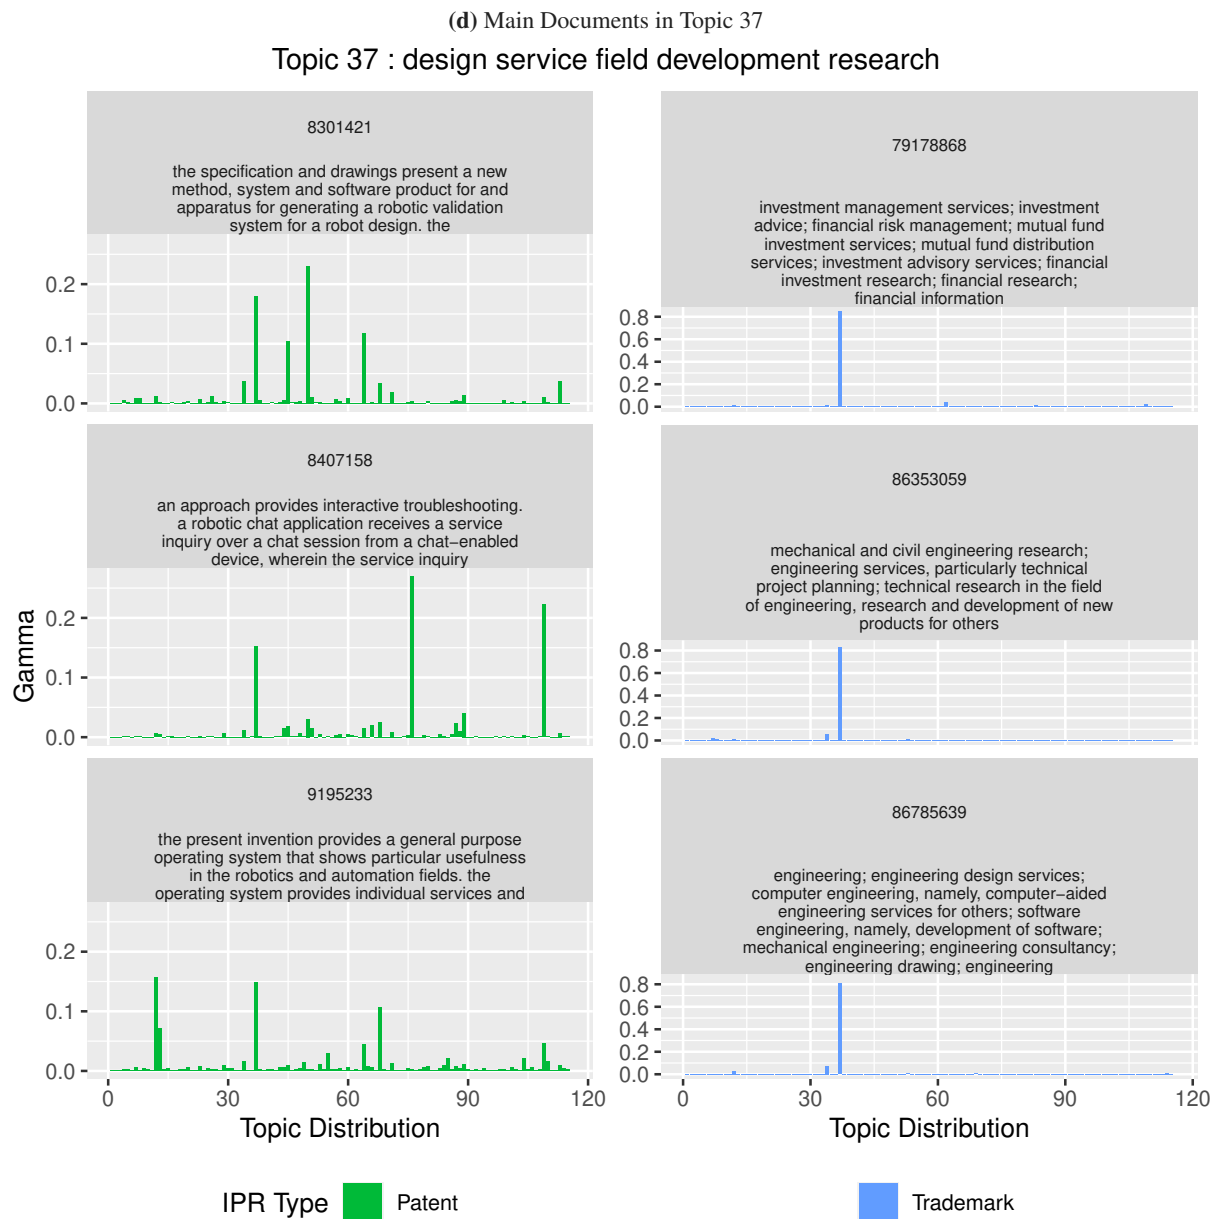 (d) Main Documents in Topic 37
Topic 37 : design service field development research
8301421
the specification and drawings present a new
method, system and software product for and
apparatus for generating a robotic validation
system for a robot design. the
0.2
0.1
0.0
79178868
investment management services; investment
advice; financial risk management; mutual fund
investment services; mutual fund distribution
services; investment advisory services; financial
investment research; financial research;
financial information
0.8
0.6
0.4
0.2
0.0
8407158
an approach provides interactive troubleshooting.
a robotic chat application receives a service
inquiry over a chat session from a chat−enabled
device, wherein the service inquiry
0.2
0.1
0.0
86353059
mechanical and civil engineering research;
engineering services, particularly technical
project planning; technical research in the field
of engineering, research and development of new
products for others
0.8
0.6
0.4
0.2
0.0
Gamma
9195233
the present invention provides a general purpose
operating system that shows particular usefulness
in the robotics and automation fields. the
operating system provides individual services and
0.2
0.1
0.0
0 30 60 90 120
Topic Distribution
86785639
engineering; engineering design services;
computer engineering, namely, computer−aided
engineering services for others; software
engineering, namely, development of software;
mechanical engineering; engineering consultancy;
engineering drawing; engineering
0.8
0.6
0.4
0.2
0.0
0 30 60 90 120
Topic Distribution
IPR Type Patent Trademark